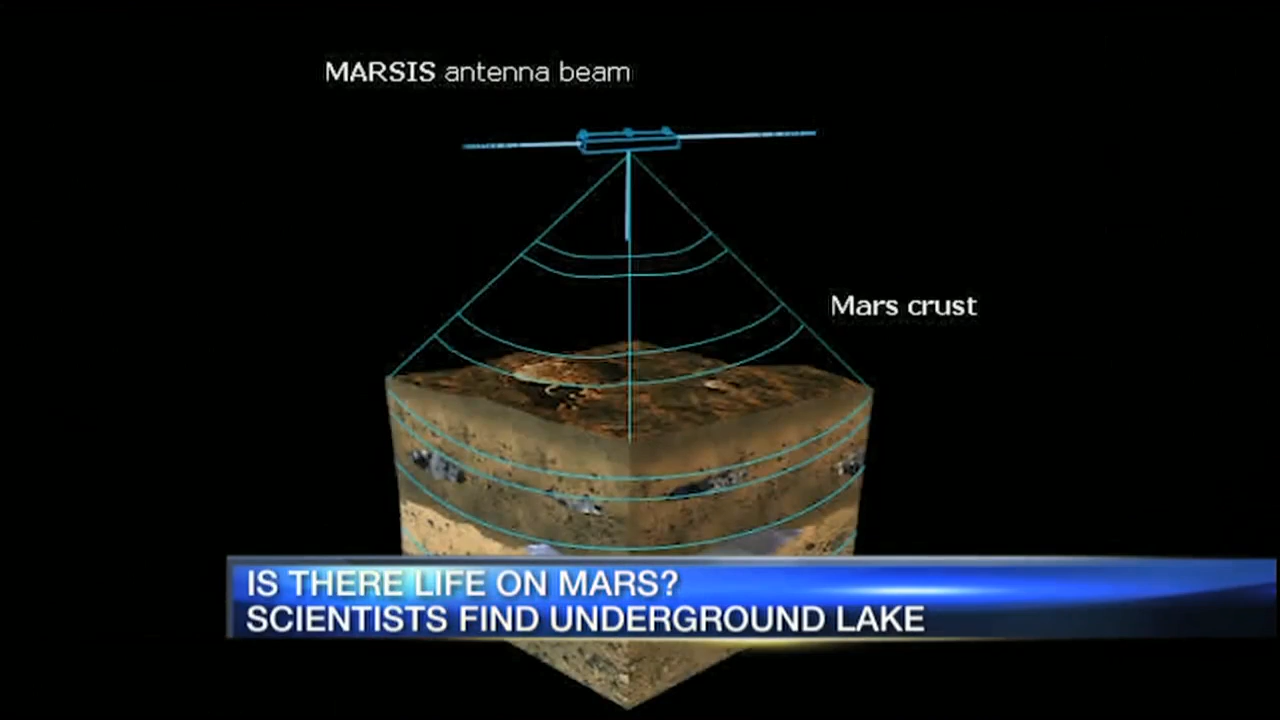 MARSIS antenna beam
Mars crust
IS THERE LIFE ON MARS?
SCIENTISTS FIND UNDERGROUND LAKE